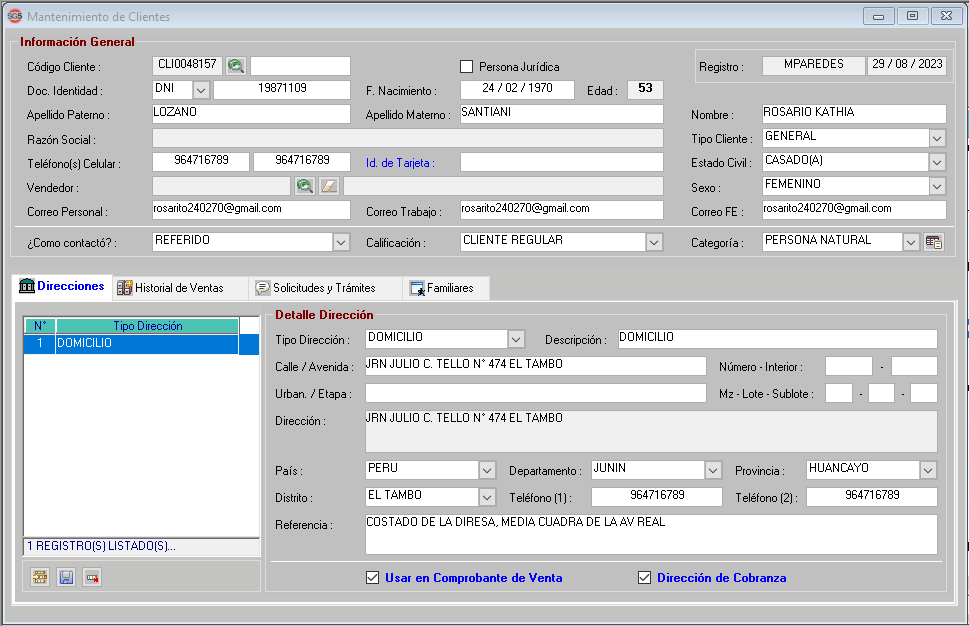 SG5 Mantenimiento de Clientes
Información General
Código Cliente : CLI0048157 Persona Jurídica Registro : MPAREDES 29 / 08 / 2023
Doc. Identidad : DNI 19871109 F. Nacimiento : 24 / 02 / 1970 Edad : 53
Apellido Paterno : LOZANO Apellido Materno : SANTIANI Nombre : ROSARIO KATHIA
Razón Social : Tipo Cliente : GENERAL
Teléfono(s) Celular : 964716789 964716789 Id. de Tarjeta : Estado Civil : CASADO(A)
Vendedor : Sexo : FEMENINO
Correo Personal : rosarito240270@gmail.com Correo Trabajo : rosarito240270@gmail.com Correo FE : rosarito240270@gmail.com
¿Como contactó? : REFERIDO Calificación : CLIENTE REGULAR Categoría : PERSONA NATURAL
Direcciones Historial de Ventas Solicitudes y Trámites Familiares
N° Tipo Dirección
1 DOMICILIO
1 REGISTRO(S) LISTADO(S)...
Detalle Dirección
Tipo Dirección : DOMICILIO Descripción : DOMICILIO
Calle / Avenida : JRN JULIO C. TELLO N° 474 EL TAMBO Número - Interior : -
Urban. / Etapa : Mz - Lote - Sublote : - -
Dirección : JRN JULIO C. TELLO N° 474 EL TAMBO
País : PERU Departamento : JUNIN Provincia : HUANCAYO
Distrito : EL TAMBO Teléfono (1) : 964716789 Teléfono (2) : 964716789
Referencia : COSTADO DE LA DIRESA, MEDIA CUADRA DE LA AV REAL
Usar en Comprobante de Venta Dirección de Cobranza